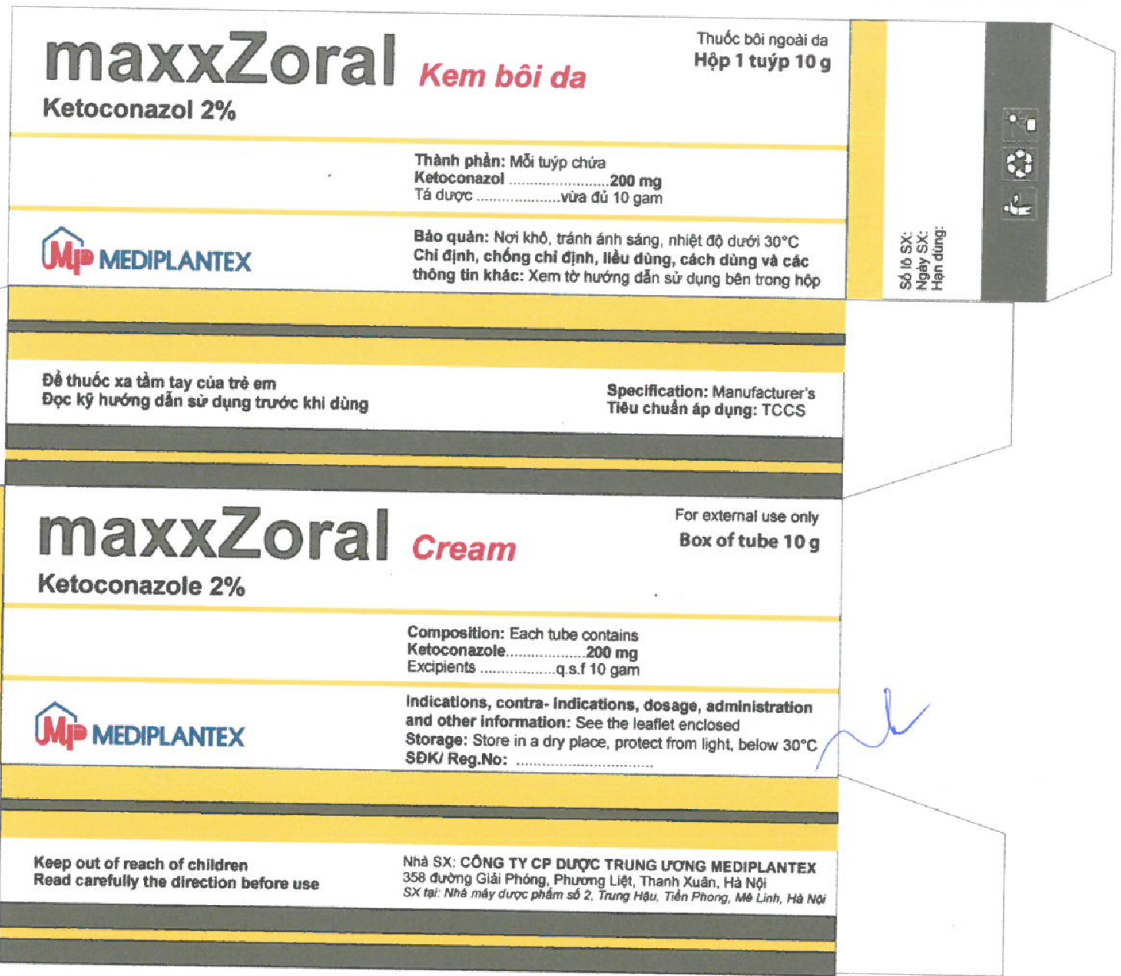 maxxZoral Kem bôi da
Thuốc bôi ngoài da
Hộp 1 tuýp 10 g
Ketoconazol 2%
Thành phần: Mỗi tuýp chứa
Ketoconazol ........................200 mg
Tá dược ....................vừa đủ 10 gam
MP MEDIPLANTEX
Bảo quản: Nơi khô, tránh ánh sáng, nhiệt độ dưới 30°C
Chỉ định, chống chỉ định, liều dùng, cách dùng và các
thông tin khác: Xem tờ hướng dẫn sử dụng bên trong hộp
Số lô SX:
Ngày SX:
Hạn dùng:
Để thuốc xa tầm tay của trẻ em
Đọc kỹ hướng dẫn sử dụng trước khi dùng
Specification: Manufacturer's
Tiêu chuẩn áp dụng: TCCS
maxxZoral Cream
For external use only
Box of tube 10 g
Ketoconazole 2%
Composition: Each tube contains
Ketoconazole...................200 mg
Excipients ..................q.s.f 10 gam
MP MEDIPLANTEX
Indications, contra- indications, dosage, administration
and other information: See the leaflet enclosed
Storage: Store in a dry place, protect from light, below 30°C
SĐK/ Reg.No: ................................
Keep out of reach of children
Read carefully the direction before use
Nhà SX: CÔNG TY CP DƯỢC TRUNG ƯƠNG MEDIPLANTEX
358 đường Giải Phóng, Phương Liệt, Thanh Xuân, Hà Nội
SX tại: Nhà máy dược phẩm số 2, Trung Hậu, Tiền Phong, Mê Linh, Hà Nội